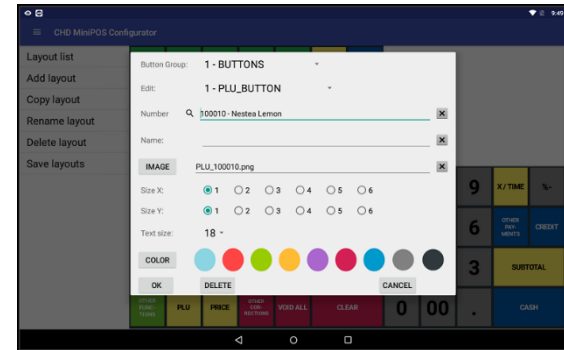 9:49
CHD MiniPOS Configurator
Layout list
Add layout
Copy layout
Rename layout
Delete layout
Save layouts
Button Group: 1 - BUTTONS
Edit: 1 - PLU_BUTTON
Number 100010 - Nestea Lemon X
Name: X
IMAGE PLU_100010.png X
Size X: 1 2 3 4 5 6
Size Y: 1 2 3 4 5 6
Text size: 18
COLOR
OK DELETE CANCEL
9 X / TIME %-
6 OTHER PAY-MENTS CREDIT
3 SUBTOTAL
OTHER FUNC-TIONS PLU PRICE OTHER COR-RECTIONS VOID ALL CLEAR 0 00 . CASH